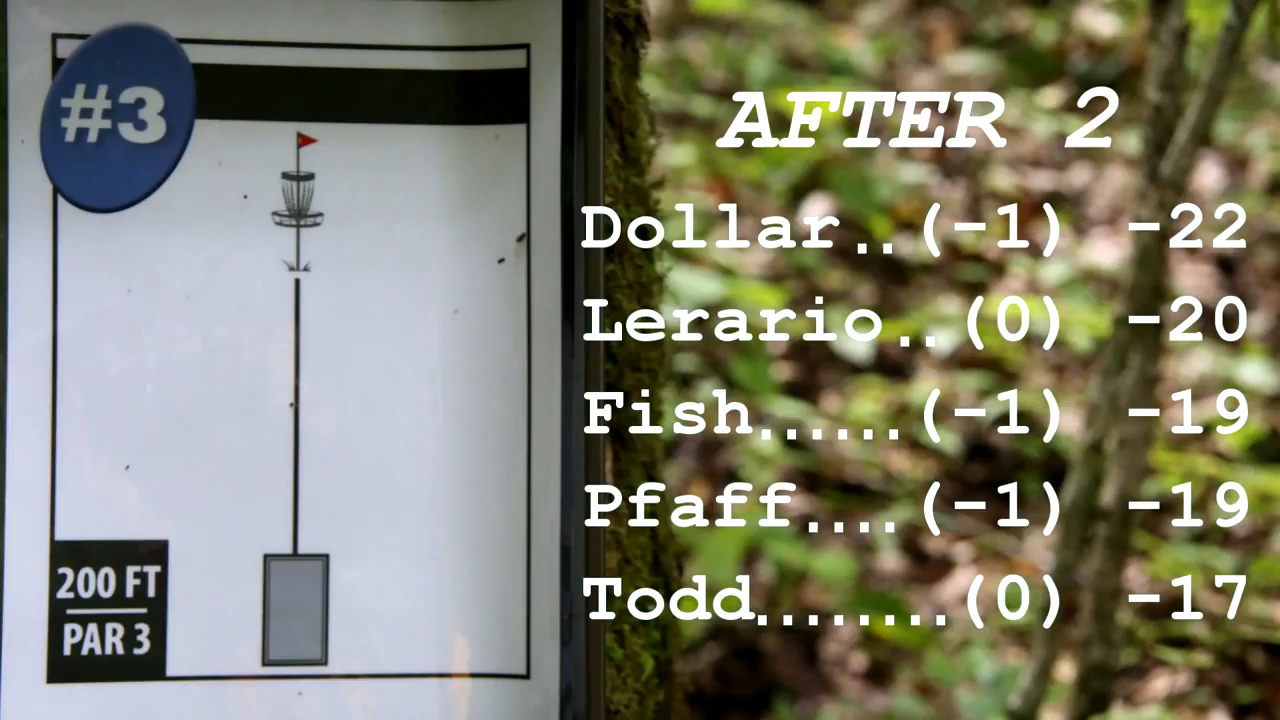 #3
200 FT
PAR 3
AFTER 2
Dollar..(-1) -22
Lerario..(0) -20
Fish......(-1) -19
Pfaff....(-1) -19
Todd........(0) -17